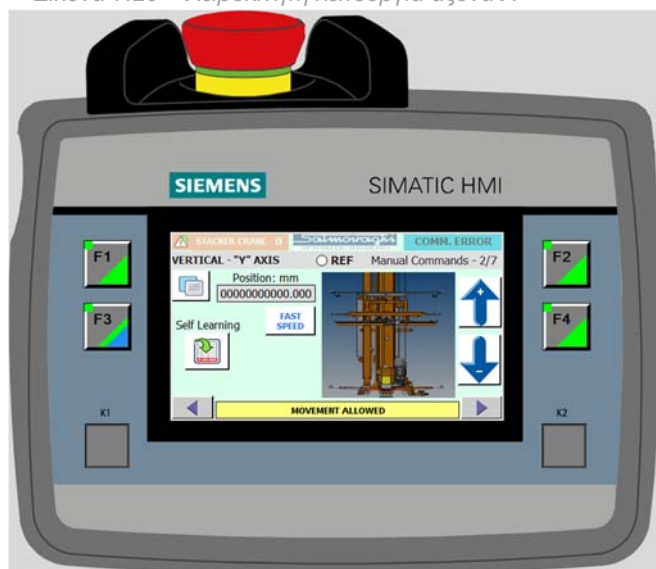 SIEMENS
SIMATIC HMI
STACKER CRANE 0
COMM. ERROR
VERTICAL - "Y" AXIS
REF
Manual Commands - 2/7
Position: mm
00000000000.000
Self Learning
FAST
SPEED
MOVEMENT ALLOWED
F1
F2
F3
F4
K1
K2